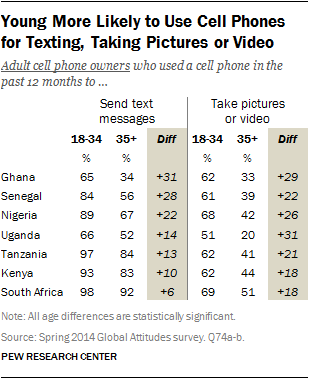 Young More Likely to Use Cell Phones
for Texting, Taking Pictures or Video
Adult cell phone owners who used a cell phone in the
past 12 months to ...
Send text messages Take pictures or video
18-34 35+ Diff 18-34 35+ Diff
% % % %
Ghana 65 34 +31 62 33 +29
Senegal 84 56 +28 61 39 +22
Nigeria 89 67 +22 68 42 +26
Uganda 66 52 +14 51 20 +31
Tanzania 97 84 +13 62 41 +21
Kenya 93 83 +10 62 44 +18
South Africa 98 92 +6 69 51 +18
Note: All age differences are statistically significant.
Source: Spring 2014 Global Attitudes survey. Q74a-b.
PEW RESEARCH CENTER